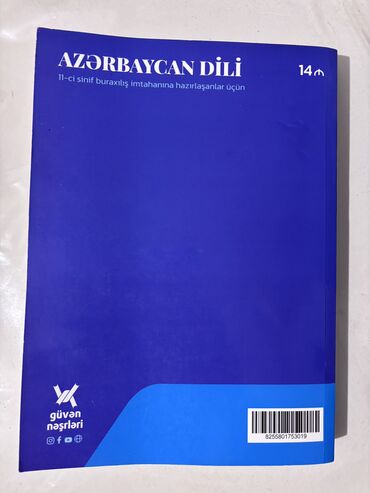 AZƏRBAYCAN DİLİ
14₼
11-ci sinif buraxılış imtahanına hazırlaşanlar üçün
güvən
nəşrləri
8255801753019